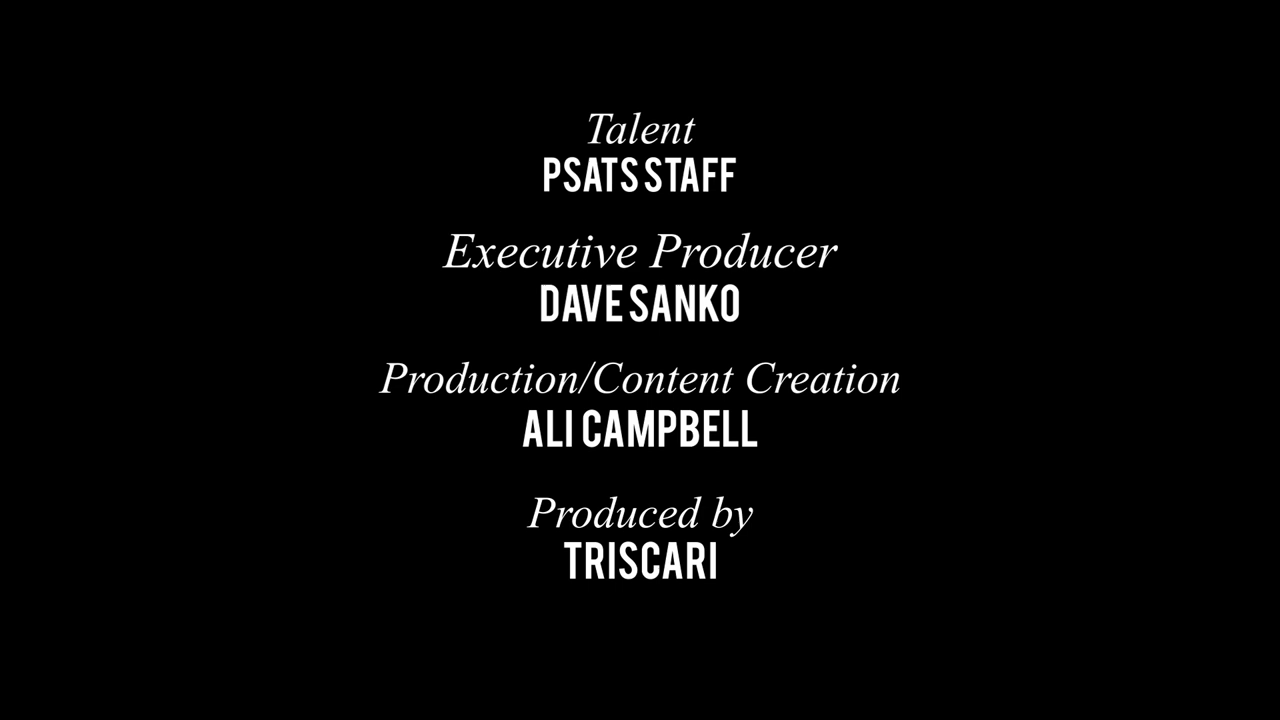 Talent
PSATS STAFF
Executive Producer
DAVE SANKO
Production/Content Creation
ALI CAMPBELL
Produced by
TRISCARI